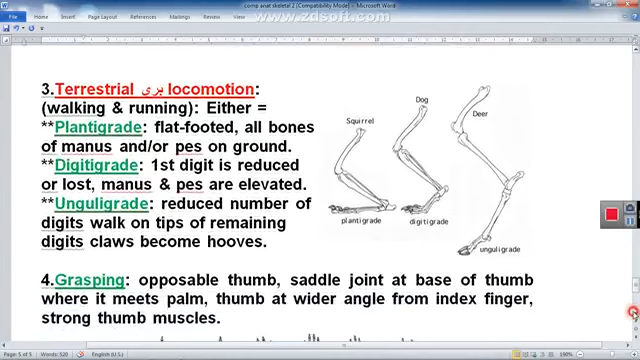 comp anat skeletal 2 [Compatibility Mode] - Microsoft Word
www.zdsoft.com
File Home Insert Page Layout References Mailings Review View
3.Terrestrial برى locomotion:
(walking & running): Either =
**Plantigrade: flat-footed, all bones
of manus and/or pes on ground.
**Digitigrade: 1st digit is reduced
or lost, manus & pes are elevated.
**Unguligrade: reduced number of
digits walk on tips of remaining
digits claws become hooves.
Squirrel
Dog
Deer
plantigrade
digitigrade
unguligrade
4.Grasping: opposable thumb, saddle joint at base of thumb
where it meets palm, thumb at wider angle from index finger,
strong thumb muscles.
Page: 5 of 5 Words: 520 English (U.S.) 190%